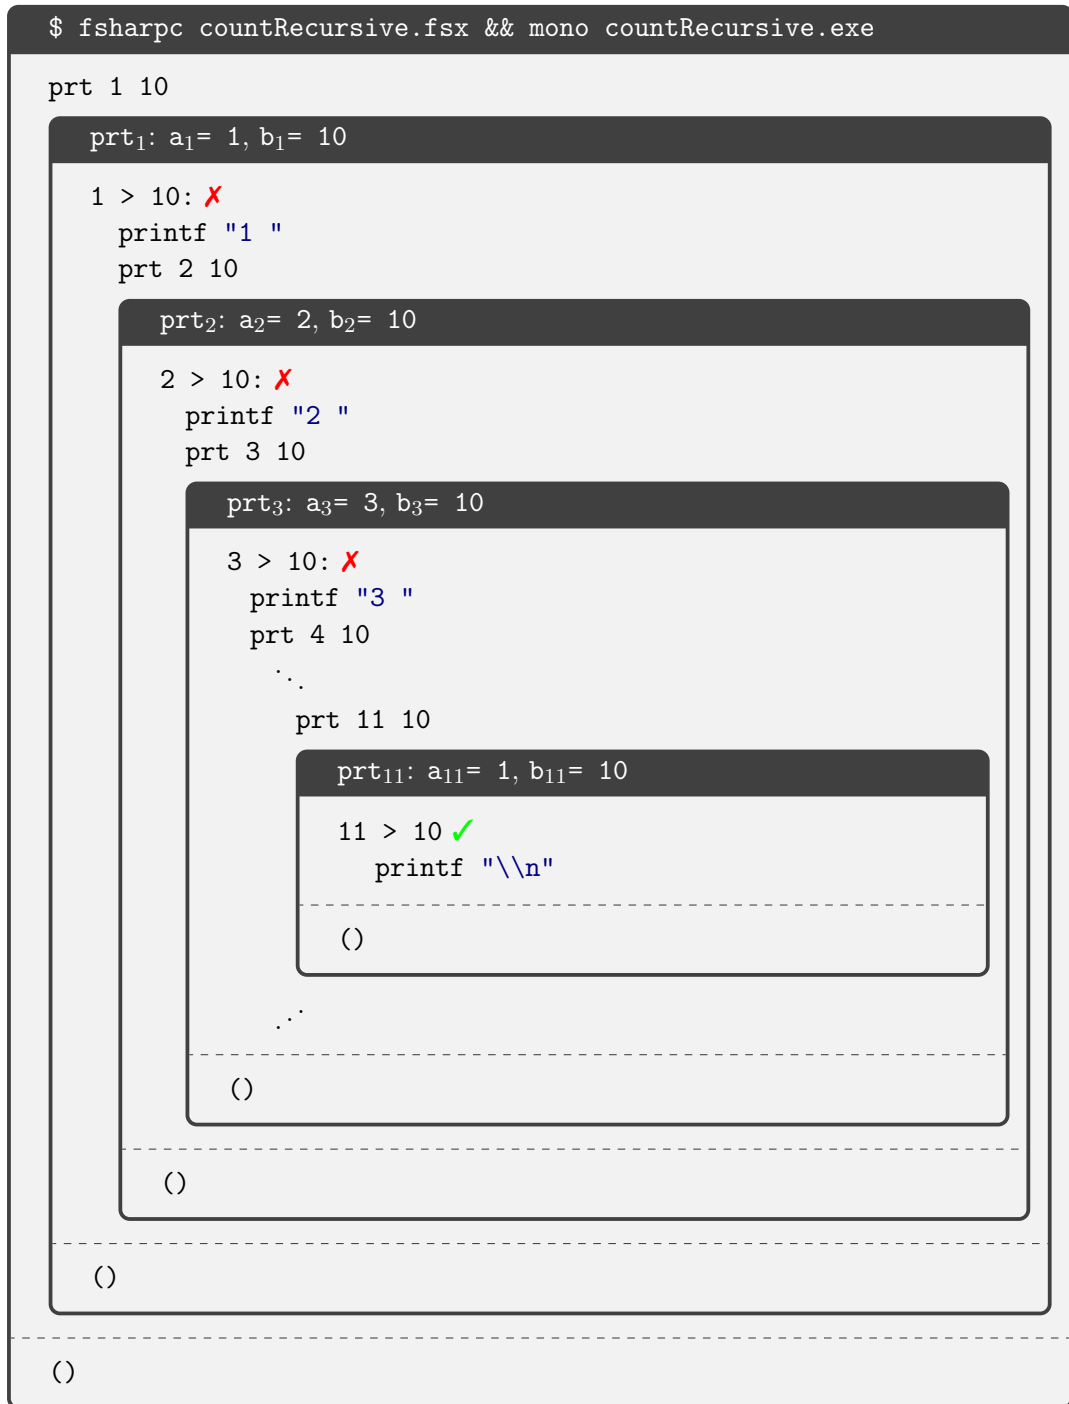 $ fsharpc countRecursive.fsx && mono countRecursive.exe
prt 1 10
prt₁: a₁= 1, b₁= 10
1 > 10: ✗
printf "1 "
prt 2 10
prt₂: a₂= 2, b₂= 10
2 > 10: ✗
printf "2 "
prt 3 10
prt₃: a₃= 3, b₃= 10
3 > 10: ✗
printf "3 "
prt 4 10
⋱
prt 11 10
prt₁₁: a₁₁= 1, b₁₁= 10
11 > 10 ✓
printf "\\n"
()
⋰
()
()
()
()